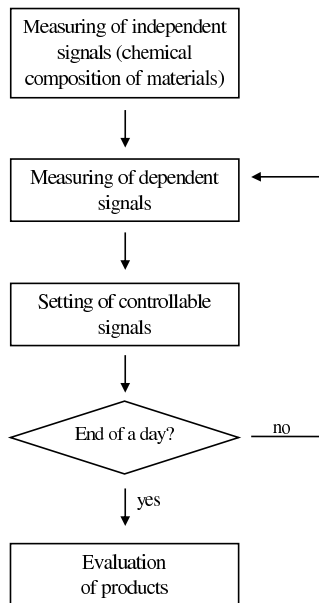 Measuring of independent
signals (chemical
composition of materials)
Measuring of dependent
signals
Setting of controllable
signals
End of a day?
no
yes
Evaluation
of products